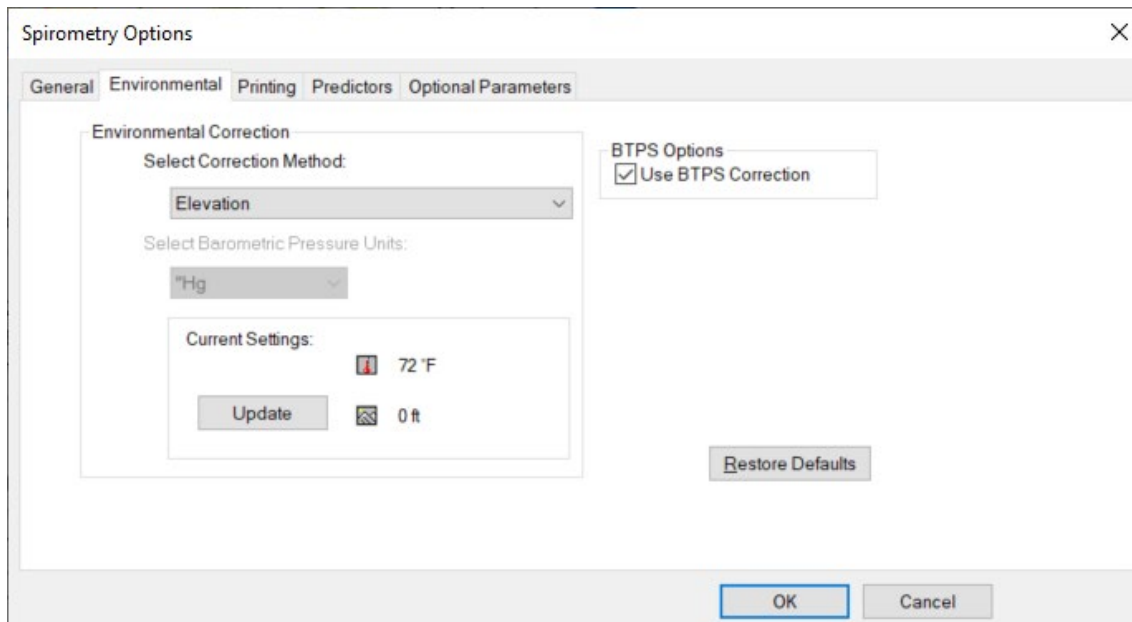 Spirometry Options
General Environmental Printing Predictors Optional Parameters
Environmental Correction
Select Correction Method:
Elevation
Select Barometric Pressure Units:
"Hg
Current Settings:
72 °F
Update
0 ft
BTPS Options
Use BTPS Correction
Restore Defaults
OK Cancel